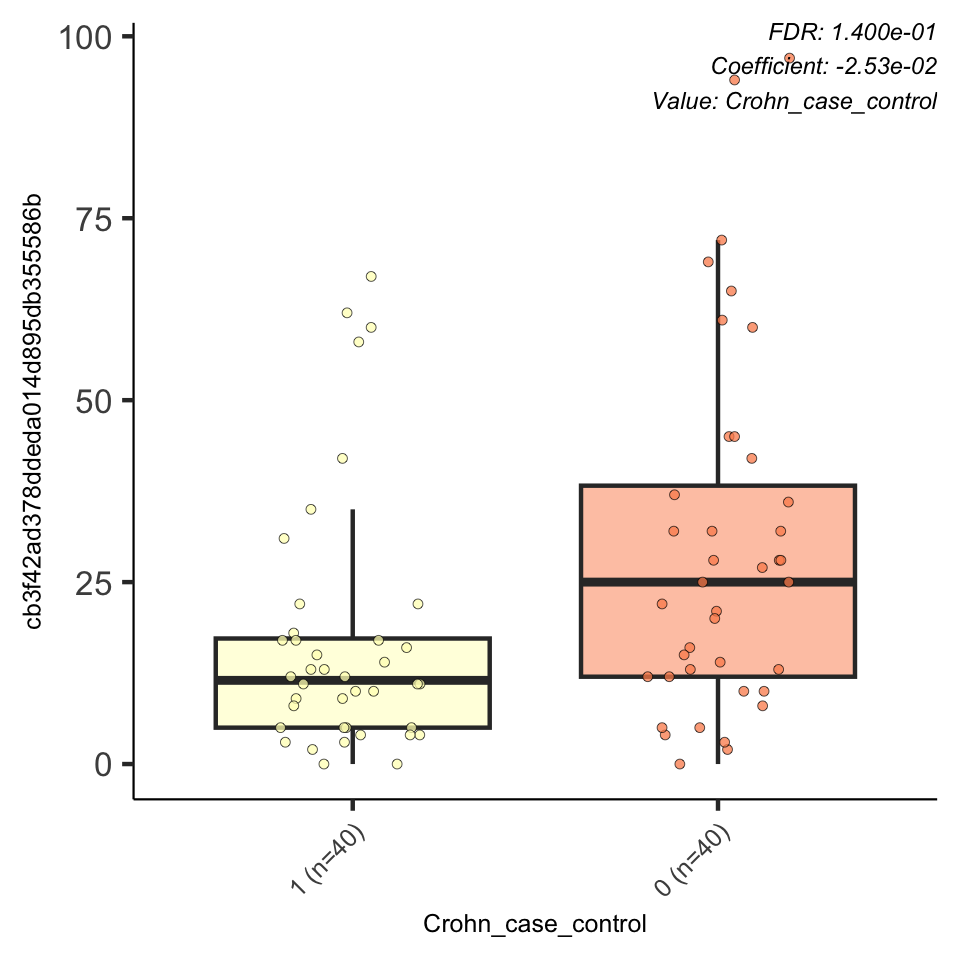 FDR: 1.400e-01
Coefficient: -2.53e-02
Value: Crohn_case_control
100
75
50
25
0
cb3f42ad378ddeda014d895db355586b
1 (n=40)
0 (n=40)
Crohn_case_control